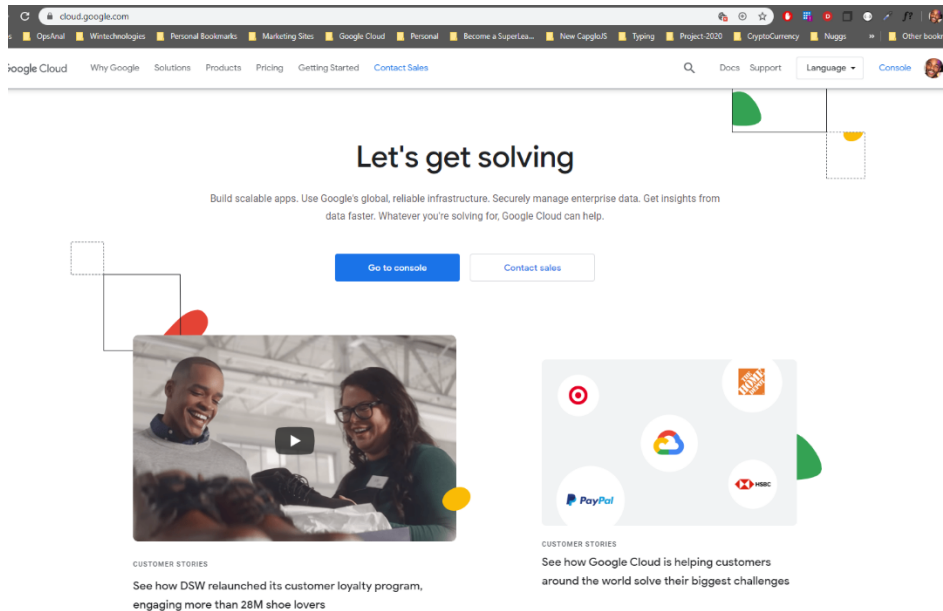 cloud.google.com
OpsAnal Wintechnologies Personal Bookmarks Marketing Sites Google Cloud Personal Become a SuperLea... New CapgloJS Typing Project-2020 CryptoCurrency Nuggs » Other bookm
Google Cloud Why Google Solutions Products Pricing Getting Started Contact Sales Docs Support Language Console
Let's get solving
Build scalable apps. Use Google's global, reliable infrastructure. Securely manage enterprise data. Get insights from
data faster. Whatever you're solving for, Google Cloud can help.
Go to console Contact sales
THE HOME DEPOT
HSBC
PayPal
CUSTOMER STORIES
See how DSW relaunched its customer loyalty program,
engaging more than 28M shoe lovers
CUSTOMER STORIES
See how Google Cloud is helping customers
around the world solve their biggest challenges